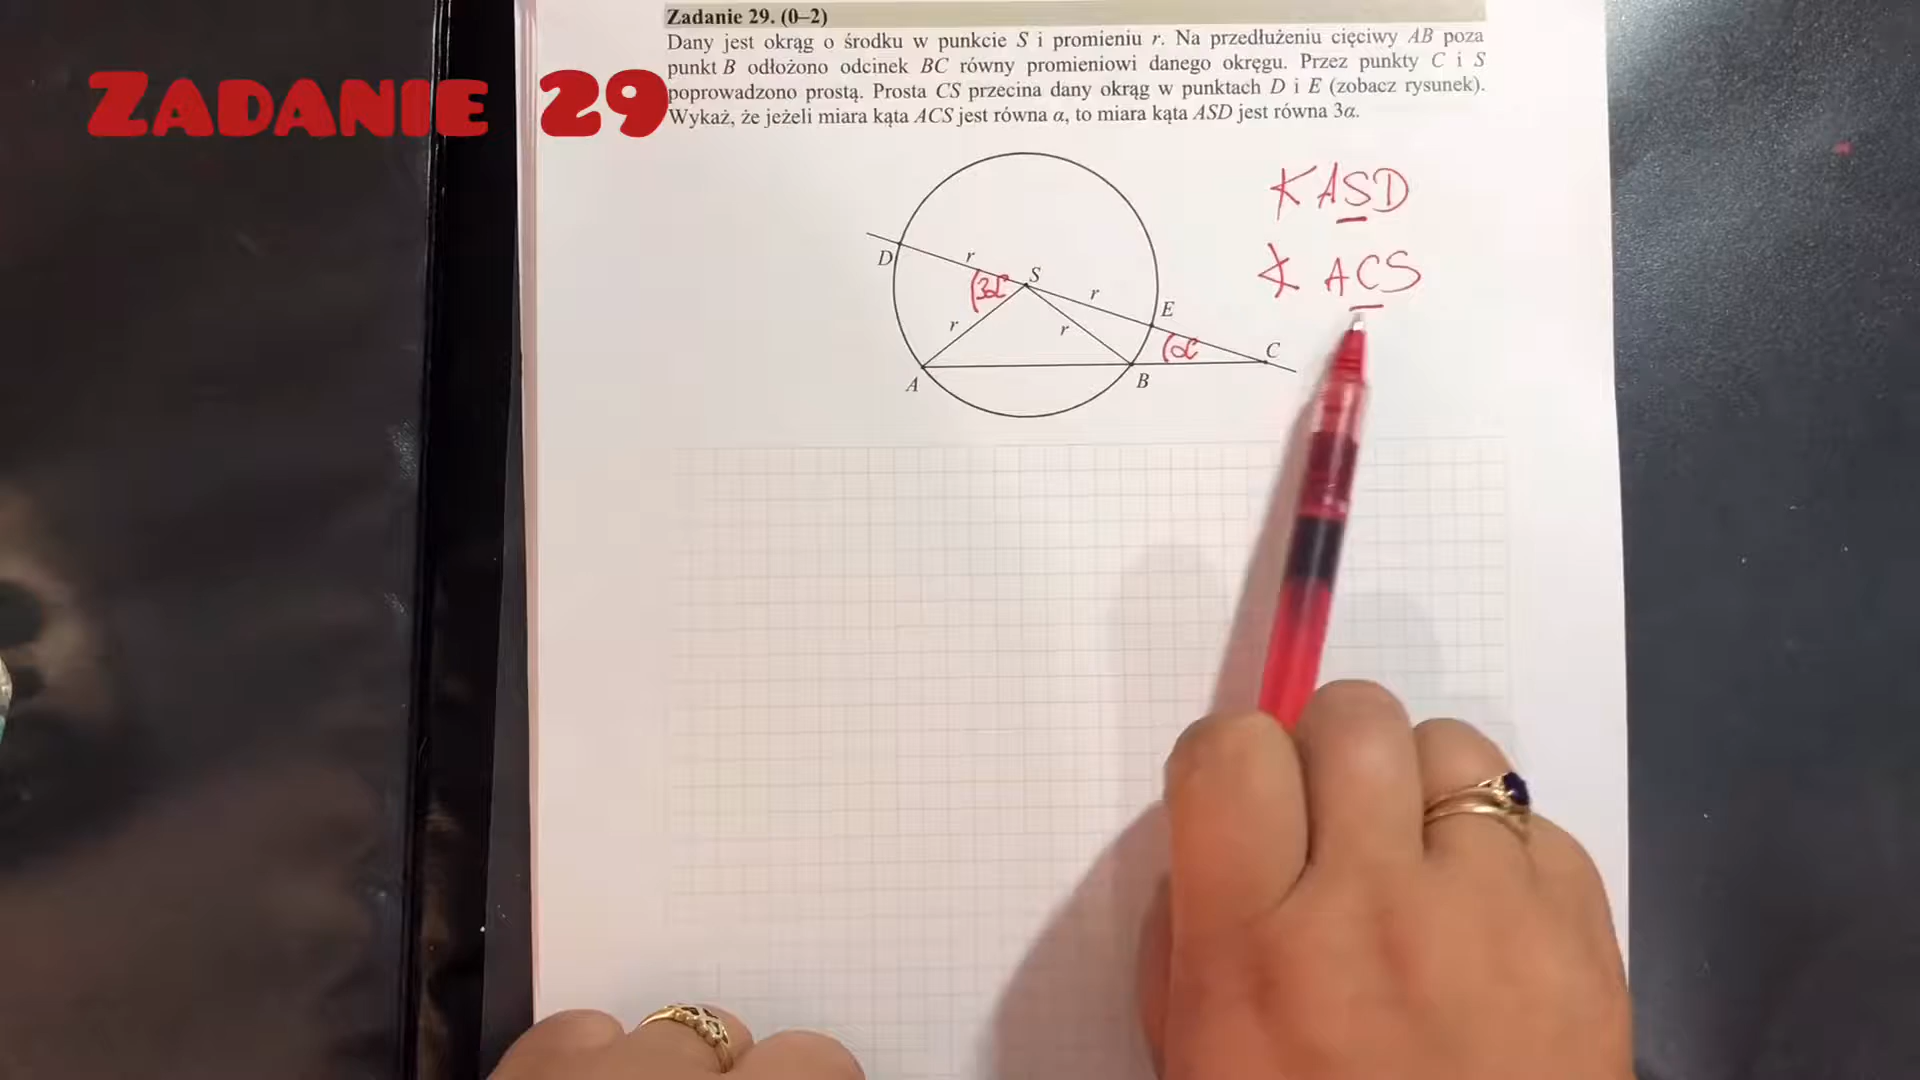 Zadanie 29. (0–2)
Dany jest okrąg o środku w punkcie S i promieniu r. Na przedłużeniu cięciwy AB poza
punkt B odłożono odcinek BC równy promieniowi danego okręgu. Przez punkty C i S
poprowadzono prostą. Prosta CS przecina dany okrąg w punktach D i E (zobacz rysunek).
Wykaż, że jeżeli miara kąta ACS jest równa α, to miara kąta ASD jest równa 3α.
ZADANIE 29
∢ ASD
∢ ACS
D
r
S
3α
r
E
r
r
α
C
A
B